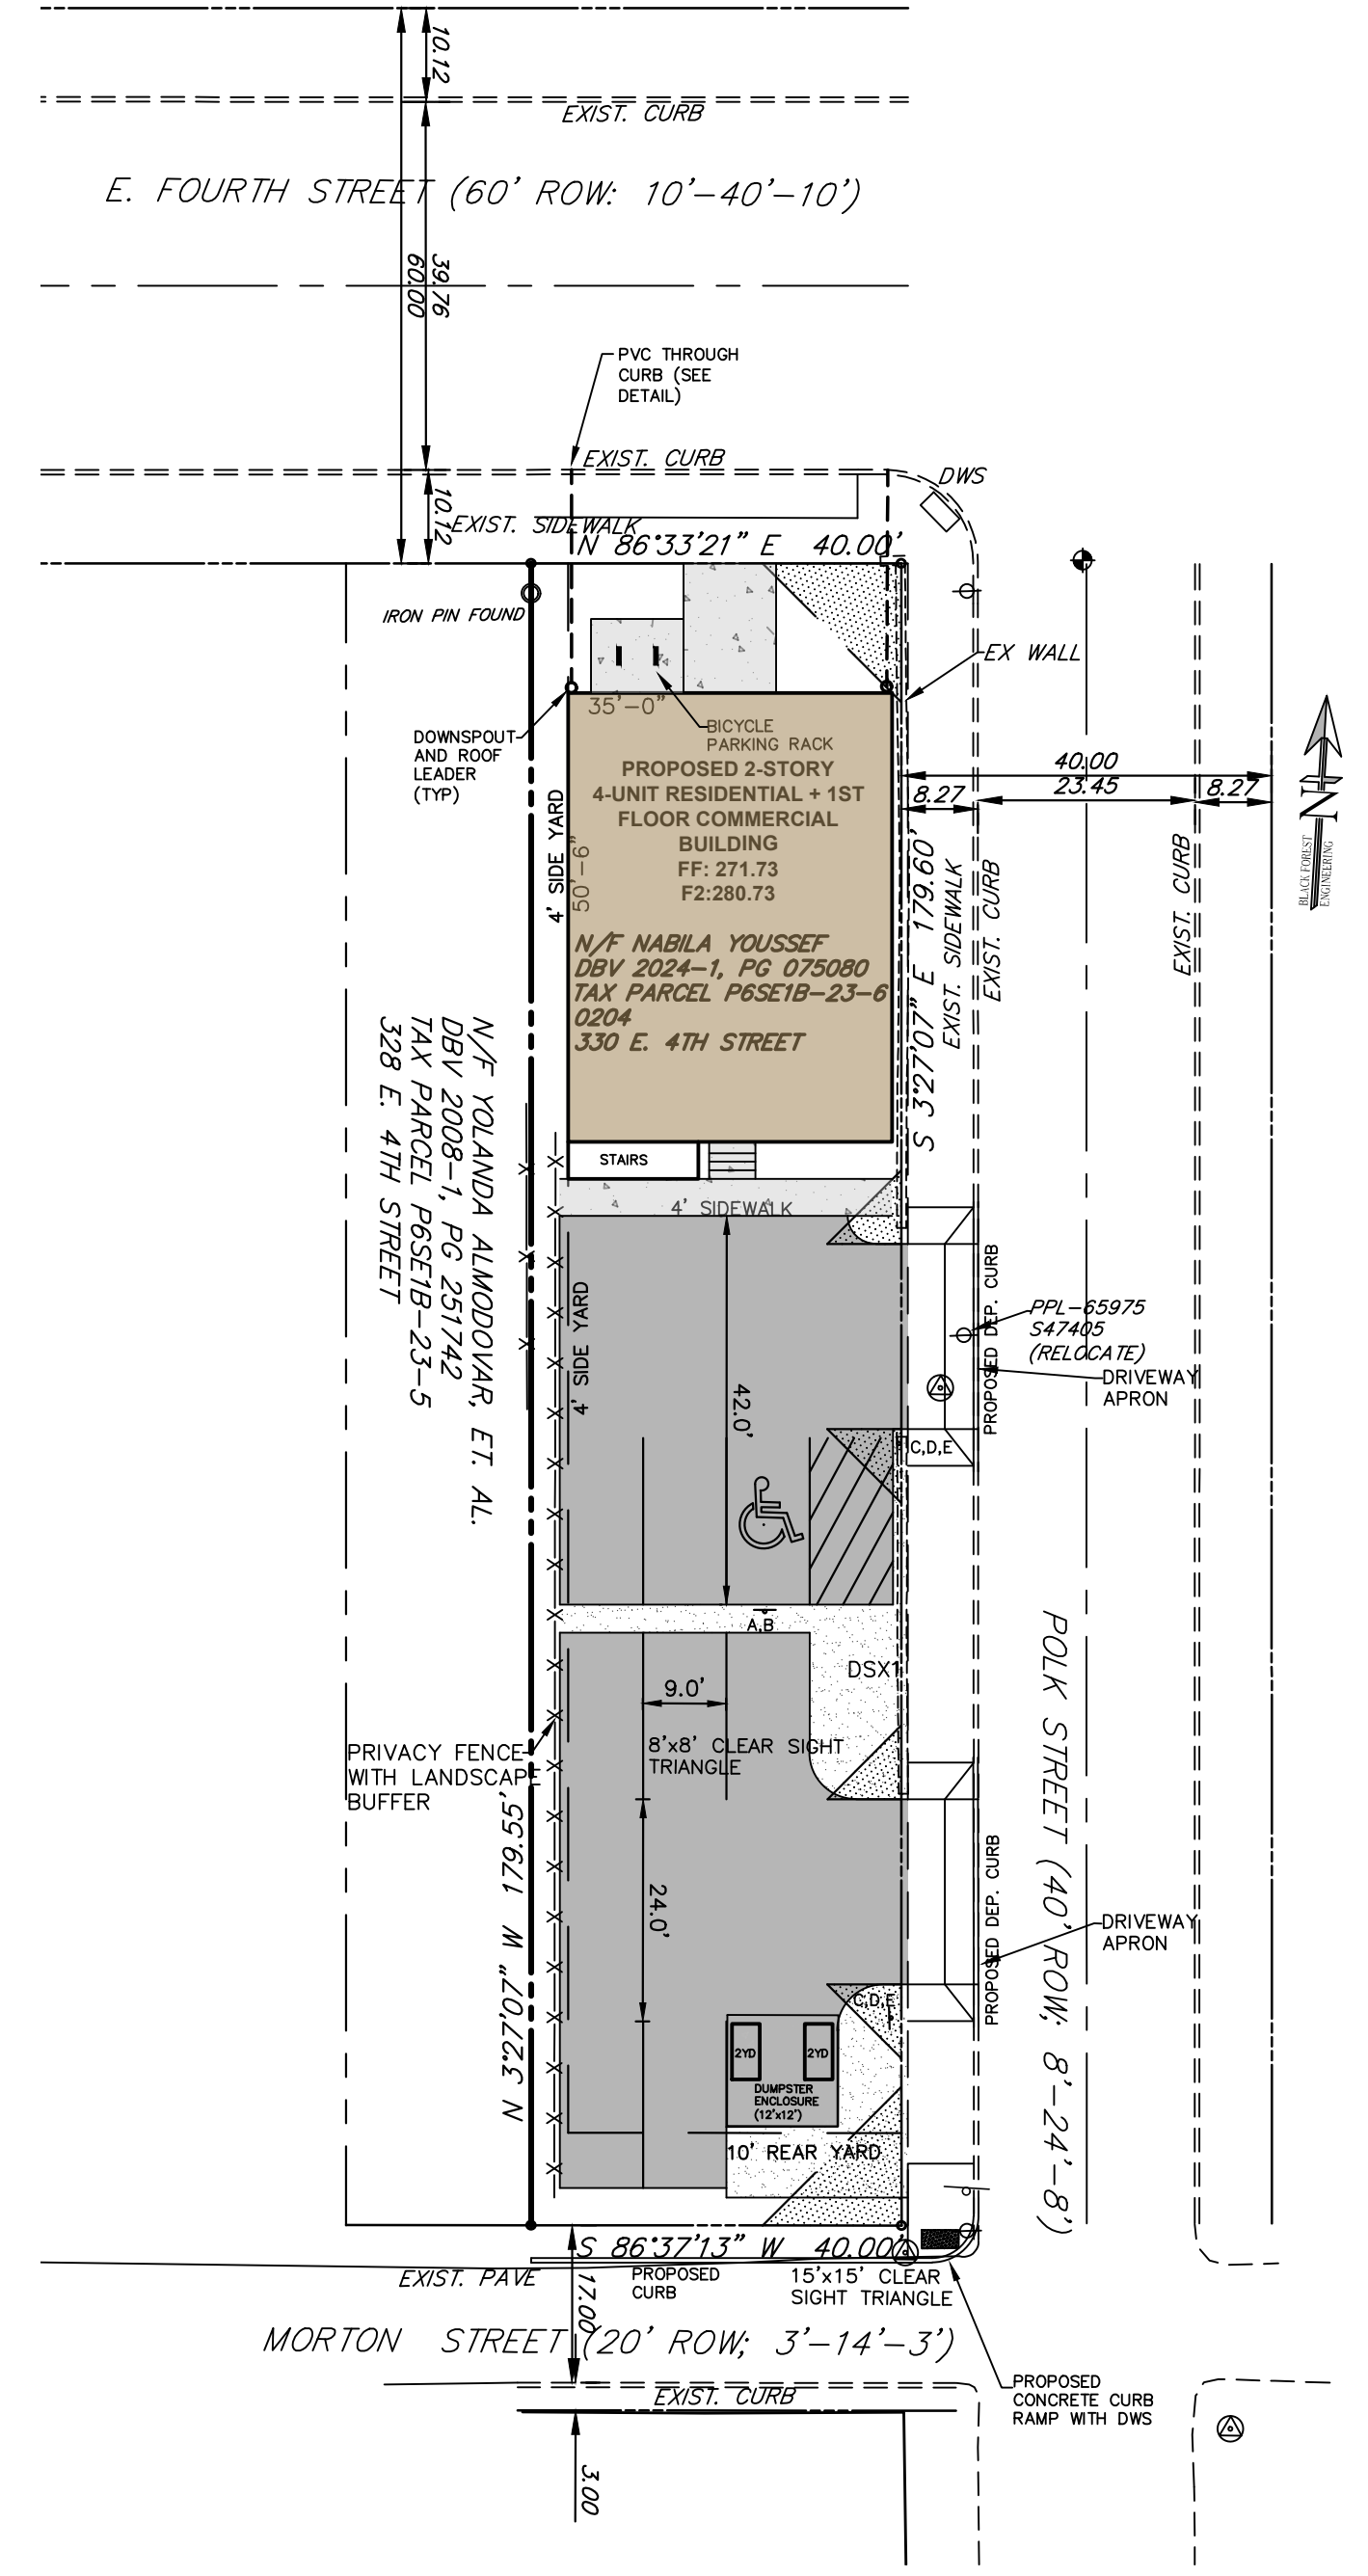 10.12
EXIST. CURB
E. FOURTH STREET (60' ROW: 10'-40'-10')
39.76
60.00
PVC THROUGH
CURB (SEE
DETAIL)
EXIST. CURB
DWS
10.12
EXIST. SIDEWALK
N 86°33'21" E 40.00'
IRON PIN FOUND
EX WALL
35'-0"
BICYCLE
PARKING RACK
DOWNSPOUT
AND ROOF
LEADER
(TYP)
PROPOSED 2-STORY
4-UNIT RESIDENTIAL + 1ST
FLOOR COMMERCIAL
BUILDING
FF: 271.73
F2:280.73
4' SIDE YARD
50'-6"
N/F NABILA YOUSSEF
DBV 2024-1, PG 075080
TAX PARCEL P6SE1B-23-6
0204
330 E. 4TH STREET
40.00
8.27
23.45
8.27
S 3°27'07" E 179.60'
EXIST. SIDEWALK
EXIST. CURB
EXIST. CURB
N
BLACK FOREST
ENGINEERING
N/F YOLANDA ALMODOVAR, ET. AL.
DBV 2008-1, PG 251742
TAX PARCEL P6SE1B-23-5
328 E. 4TH STREET
STAIRS
4' SIDEWALK
4' SIDE YARD
42.0'
PROPOSED DEP. CURB
PPL-65975
S47405
(RELOCATE)
DRIVEWAY
APRON
C,D,E
A,B
DSX1
9.0'
8'x8' CLEAR SIGHT
TRIANGLE
PRIVACY FENCE
WITH LANDSCAPE
BUFFER
N 3°27'07" W 179.55'
24.0'
PROPOSED DEP. CURB
DRIVEWAY
APRON
POLK STREET (40' ROW; 8'-24'-8')
C,D,E
2YD
2YD
DUMPSTER
ENCLOSURE
(12'x12')
10' REAR YARD
S 86°37'13" W 40.00'
EXIST. PAVE
PROPOSED
CURB
17.00
15'x15' CLEAR
SIGHT TRIANGLE
MORTON STREET (20' ROW; 3'-14'-3')
EXIST. CURB
PROPOSED
CONCRETE CURB
RAMP WITH DWS
3.00